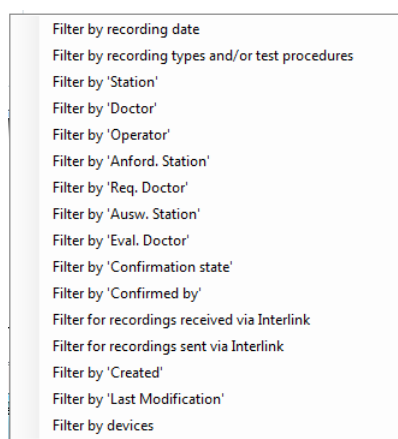 Filter by recording date
Filter by recording types and/or test procedures
Filter by 'Station'
Filter by 'Doctor'
Filter by 'Operator'
Filter by 'Anford. Station'
Filter by 'Req. Doctor'
Filter by 'Ausw. Station'
Filter by 'Eval. Doctor'
Filter by 'Confirmation state'
Filter by 'Confirmed by'
Filter for recordings received via Interlink
Filter for recordings sent via Interlink
Filter by 'Created'
Filter by 'Last Modification'
Filter by devices